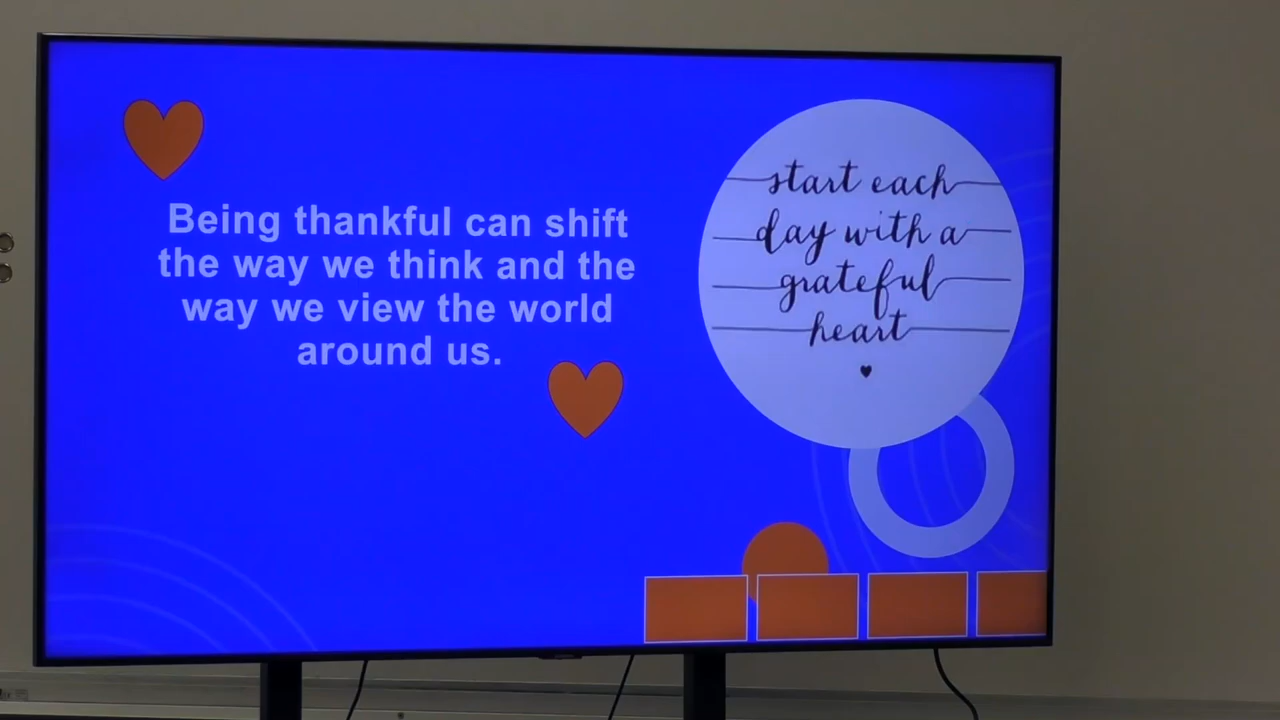 Being thankful can shift
the way we think and the
way we view the world
around us.
start each
day with a
grateful
heart